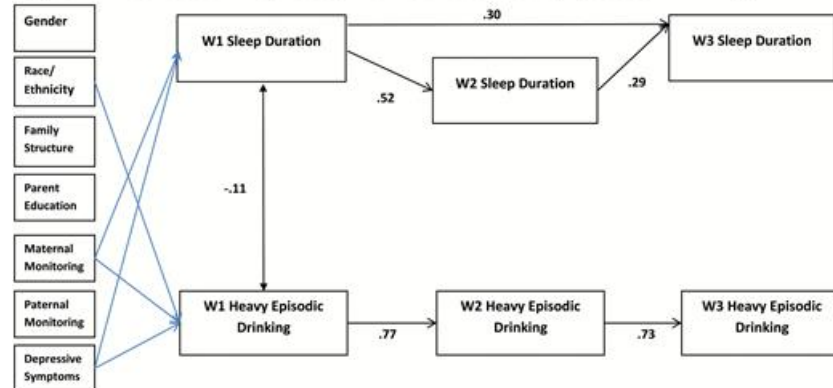 Gender
Race/
Ethnicity
Family
Structure
Parent
Education
Maternal
Monitoring
Paternal
Monitoring
Depressive
Symptoms
W1 Sleep Duration
.30
W3 Sleep Duration
W2 Sleep Duration
.52
.29
-.11
W1 Heavy Episodic
Drinking
.77
W2 Heavy Episodic
Drinking
.73
W3 Heavy Episodic
Drinking